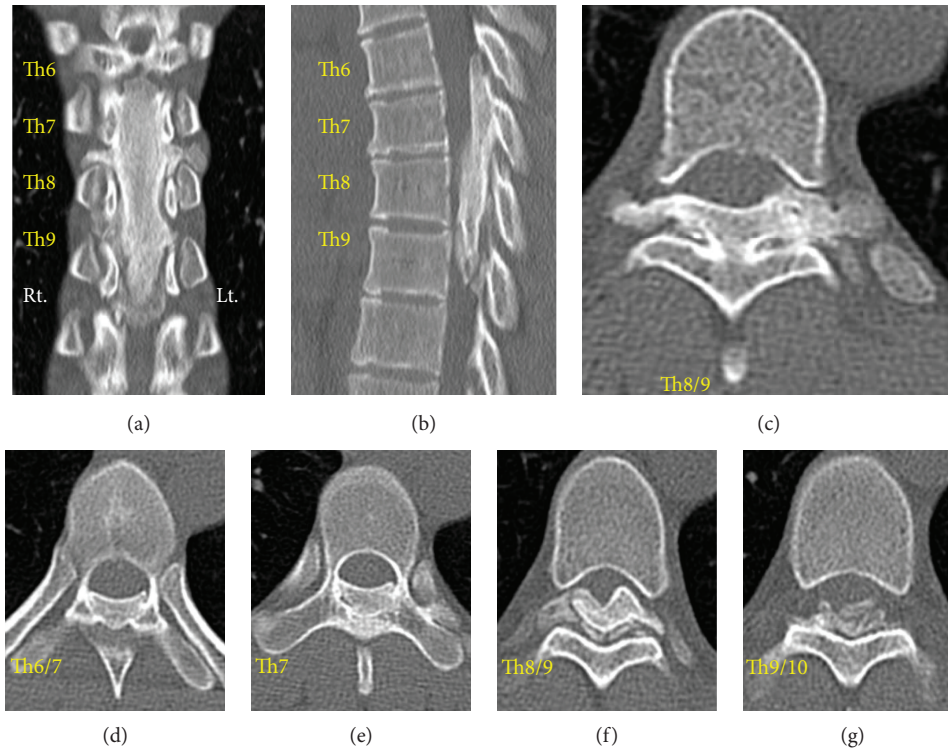 Th6
Th7
Th8
Th9
Rt.
Lt.
(a)
Th6
Th7
Th8
Th9
(b)
Th8/9
(c)
Th6/7
(d)
Th7
(e)
Th8/9
(f)
Th9/10
(g)